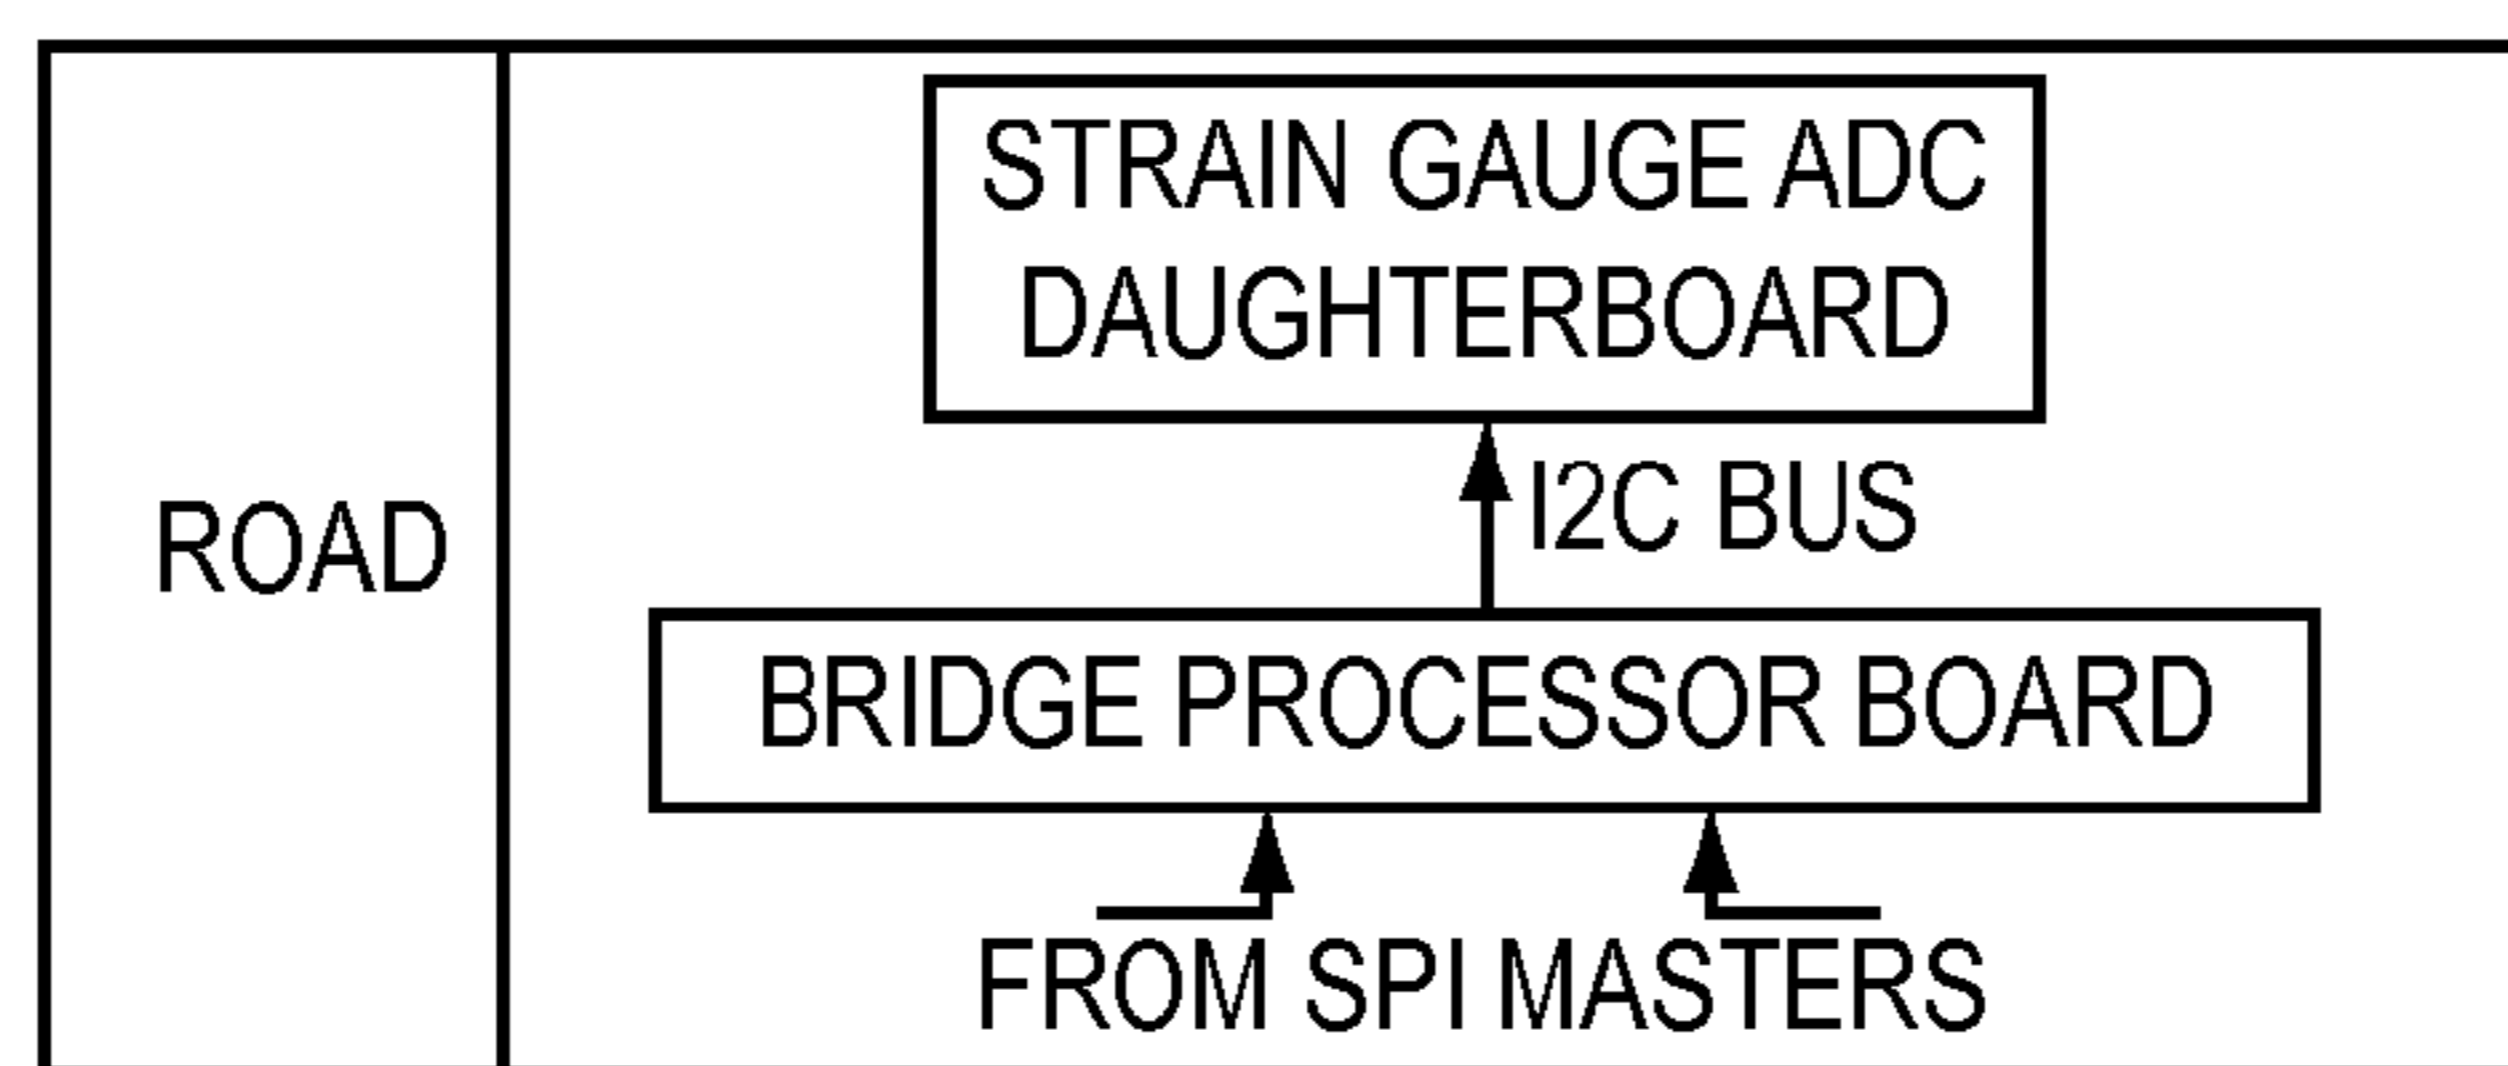 STRAIN GAUGE ADC
DAUGHTERBOARD
I2C BUS
ROAD
BRIDGE PROCESSOR BOARD
FROM SPI MASTERS